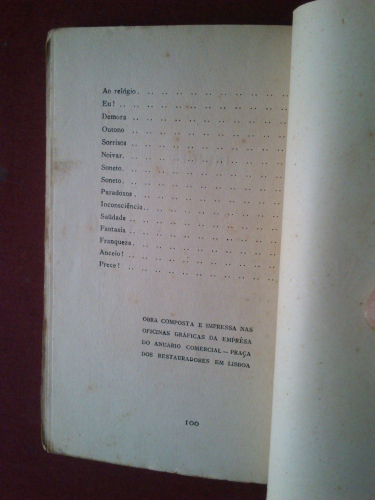 Ao relógio. .. .. .. .. .. .. .. .. .. ..
Eu? .. .. .. .. .. .. .. .. .. .. ..
Demora .. .. .. .. .. .. .. .. .. ..
Outono .. .. .. .. .. .. .. .. .. ..
Sorrisos .. .. .. .. .. .. .. .. .. ..
Noivar. .. .. .. .. .. .. .. .. .. ..
Soneto. .. .. .. .. .. .. .. .. .. ..
Soneto. .. .. .. .. .. .. .. .. .. ..
Paradoxos .. .. .. .. .. .. .. .. ..
Inconsciência. .. .. .. .. .. .. .. ..
Saüdade .. .. .. .. .. .. .. .. .. ..
Fantasia .. .. .. .. .. .. .. .. .. ..
Franqueza. .. .. .. .. .. .. .. .. ..
Anceio! .. .. .. .. .. .. .. .. .. ..
Prece! .. .. .. .. .. .. .. .. .. ..
OBRA COMPOSTA E IMPRESSA NAS
OFICINAS GRÁFICAS DA EMPRÊSA
DO ANUÁRIO COMERCIAL — PRAÇA
DOS RESTAURADORES EM LISBOA
100